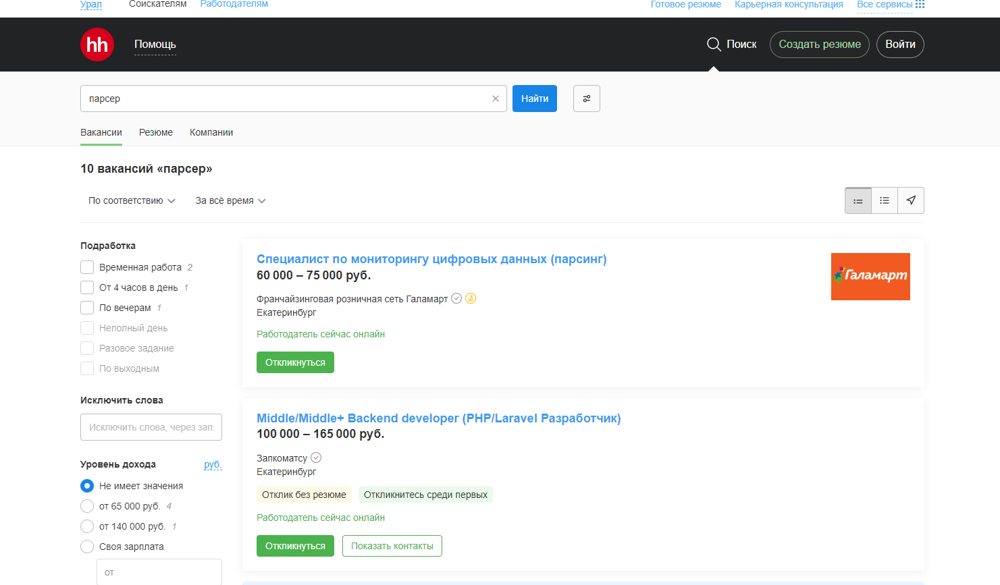 Урал Соискателям Работодателям Готовое резюме Карьерная консультация Все сервисы
hh Помощь Поиск Создать резюме Войти
парсер Найти
Вакансии Резюме Компании
10 вакансий «парсер»
По соответствию За всё время
Подработка
Временная работа 2
От 4 часов в день 1
По вечерам 1
Неполный день
Разовое задание
По выходным
Исключить слова
Исключить слова, через зап
Уровень дохода руб.
Не имеет значения
от 65 000 руб. 4
от 140 000 руб. 1
Своя зарплата
от
Специалист по мониторингу цифровых данных (парсинг)
60 000 – 75 000 руб.
Франчайзинговая розничная сеть Галамарт
Екатеринбург
Работодатель сейчас онлайн
Откликнуться
Галамарт
Middle/Middle+ Backend developer (PHP/Laravel Разработчик)
100 000 – 165 000 руб.
Запкоматсу
Екатеринбург
Отклик без резюме Откликнитесь среди первых
Работодатель сейчас онлайн
Откликнуться Показать контакты